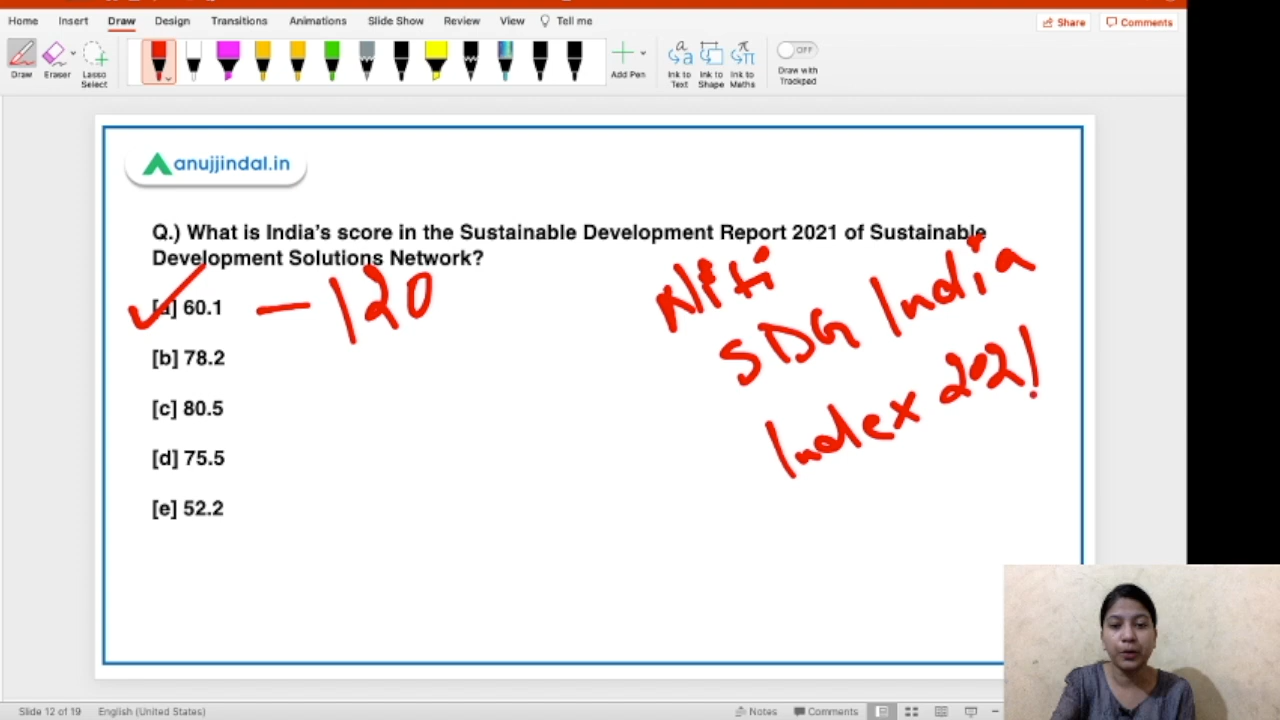 Home Insert Draw Design Transitions Animations Slide Show Review View Tell me Share Comments
Draw Eraser Lasso Select Add Pen Ink to Text Ink to Shape Ink to Maths OFF Draw with Trackpad
anujjindal.in
Q.) What is India's score in the Sustainable Development Report 2021 of Sustainable
Development Solutions Network?
[a] 60.1 – 120
[b] 78.2
[c] 80.5
[d] 75.5
[e] 52.2
Niti
SDG India
Index 2021
Slide 12 of 19 English (United States) Notes Comments